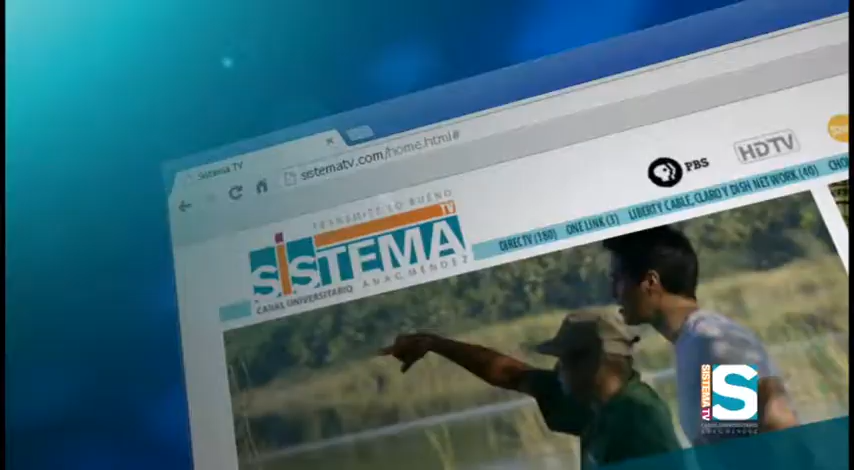 Sistema TV
sistematv.com/home.html#
PBS
HDTV
TRANSMITE LO BUENO
SISTEMA TV
CANAL UNIVERSITARIO ANA G. MÉNDEZ
DIRECTV (180) ONE LINK (3) LIBERTY CABLE, CLARO Y DISH NETWORK (40)
SISTEMA TV
S